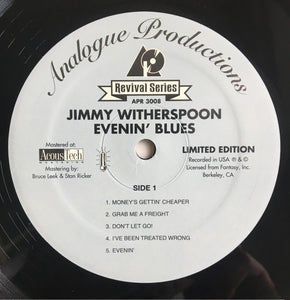 Analogue Productions
AP
Revival Series
APR 3008
JIMMY WITHERSPOON
EVENIN' BLUES
Mastered at:
AcousTech
MASTERING
Mastering by:
Bruce Leek & Stan Ricker
LIMITED EDITION
Recorded in USA ℗ & ©
Licensed from Fantasy, Inc.
Berkeley, CA
SIDE 1
1. MONEY'S GETTIN' CHEAPER
2. GRAB ME A FREIGHT
3. DON'T LET GO!
4. I'VE BEEN TREATED WRONG
5. EVENIN'